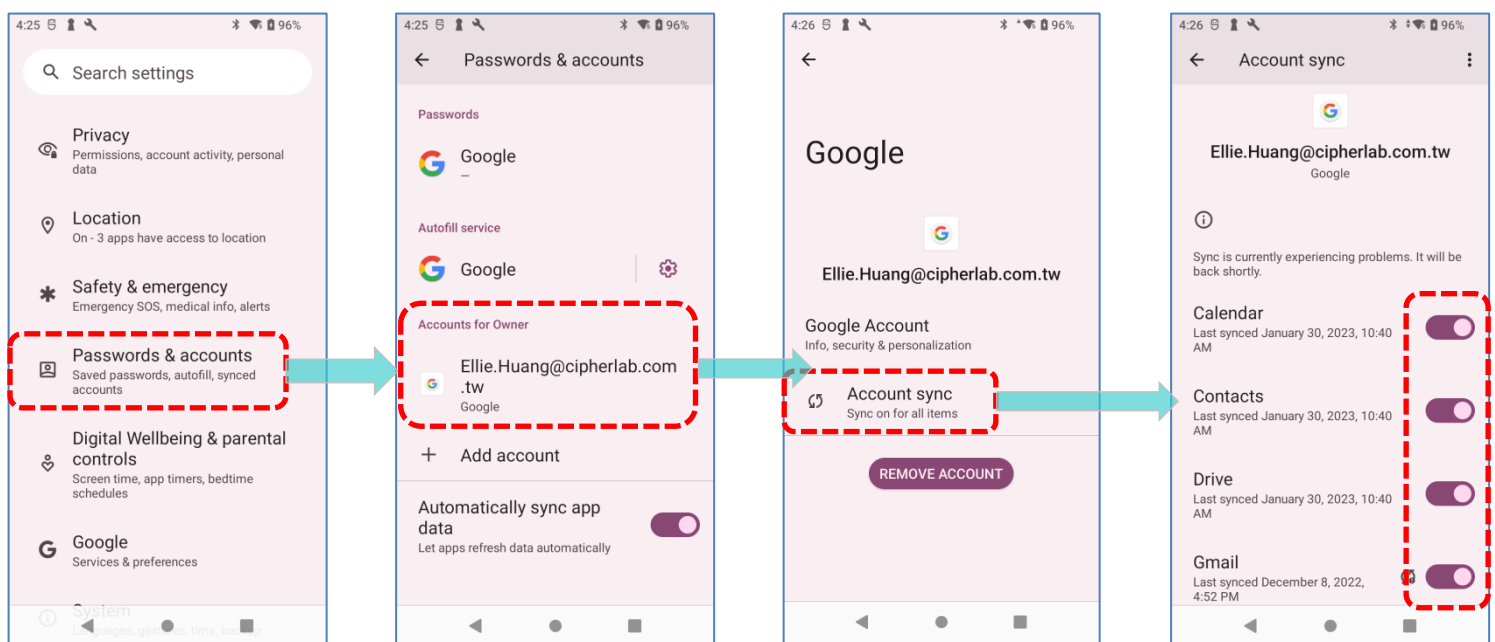 4:25 96%
Search settings
Privacy
Permissions, account activity, personal
data
Location
On - 3 apps have access to location
Safety & emergency
Emergency SOS, medical info, alerts
Passwords & accounts
Saved passwords, autofill, synced
accounts
Digital Wellbeing & parental
controls
Screen time, app timers, bedtime
schedules
Google
Services & preferences
System
Languages, gestures, time, backup
4:25 96%
Passwords & accounts
Passwords
Google
–
Autofill service
Google
Accounts for Owner
Ellie.Huang@cipherlab.com
.tw
Google
Add account
Automatically sync app
data
Let apps refresh data automatically
4:26 96%
Google
Ellie.Huang@cipherlab.com.tw
Google Account
Info, security & personalization
Account sync
Sync on for all items
REMOVE ACCOUNT
4:26 96%
Account sync
Ellie.Huang@cipherlab.com.tw
Google
Sync is currently experiencing problems. It will be
back shortly.
Calendar
Last synced January 30, 2023, 10:40
AM
Contacts
Last synced January 30, 2023, 10:40
AM
Drive
Last synced January 30, 2023, 10:40
AM
Gmail
Last synced December 8, 2022,
4:52 PM